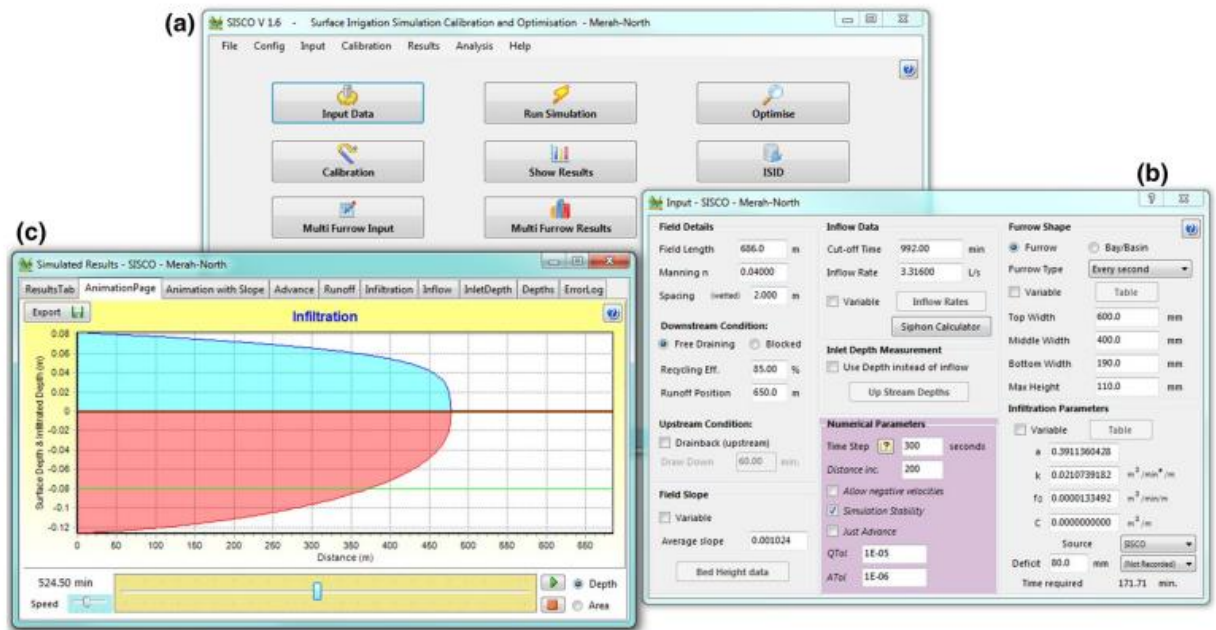 (a)
SISCO V 1.6 - Surface Irrigation Simulation Calibration and Optimisation - Merah-North
File Config Input Calibration Results Analysis Help
Input Data Run Simulation Optimise
Calibration Show Results ISID
Multi Furrow Input Multi Furrow Results
(b)
Input - SISCO - Merah-North
Field Details
Field Length 686.0 m
Manning n 0.04000
Spacing (wetted) 2.000 m
Downstream Condition:
Free Draining Blocked
Recycling Eff. 85.00 %
Runoff Position 650.0 m
Upstream Condition:
Drainback (upstream)
Draw Down 60.00 min.
Field Slope
Variable
Average slope 0.001024
Bed Height data
Inflow Data
Cut-off Time 992.00 min
Inflow Rate 3.31600 L/s
Variable Inflow Rates
Siphon Calculator
Inlet Depth Measurement
Use Depth instead of inflow
Up Stream Depths
Numerical Parameters
Time Step ? 300 seconds
Distance inc. 200
Allow negative velocities
Simulation Stability
Just Advance
QTol 1E-05
ATol 1E-06
Furrow Shape
Furrow Bay/Basin
Furrow Type Every second
Variable Table
Top Width 600.0 mm
Middle Width 400.0 mm
Bottom Width 190.0 mm
Max Height 110.0 mm
Infiltration Parameters
Variable Table
a 0.3911360428
k 0.0210739182 m³/minᵃ/m
fo 0.0000133492 m³/min/m
C 0.0000000000 m³/m
Source SISCO
Deficit 80.0 mm (Not Recorded)
Time required 171.71 min.
(c)
Simulated Results - SISCO - Merah-North
ResultsTab AnimationPage Animation with Slope Advance Runoff Infiltration Inflow InletDepth Depths ErrorLog
Export
Infiltration
Surface Depth & Infiltrated Depth (m)
0.08
0.06
0.04
0.02
0
-0.02
-0.04
-0.06
-0.08
-0.1
-0.12
0 50 100 150 200 250 300 350 400 450 500 550 600 650
Distance (m)
524.50 min
Speed
Depth
Area